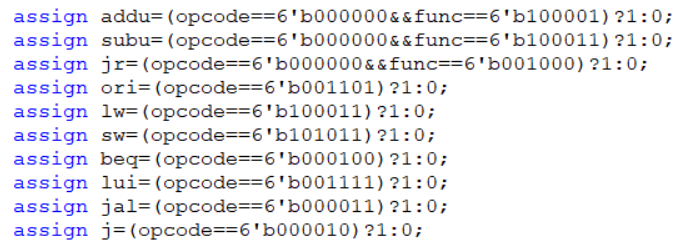 assign addu=(opcode==6'b000000&&func==6'b100001)?1:0;
assign subu=(opcode==6'b000000&&func==6'b100011)?1:0;
assign jr=(opcode==6'b000000&&func==6'b001000)?1:0;
assign ori=(opcode==6'b001101)?1:0;
assign lw=(opcode==6'b100011)?1:0;
assign sw=(opcode==6'b101011)?1:0;
assign beq=(opcode==6'b000100)?1:0;
assign lui=(opcode==6'b001111)?1:0;
assign jal=(opcode==6'b000011)?1:0;
assign j=(opcode==6'b000010)?1:0;